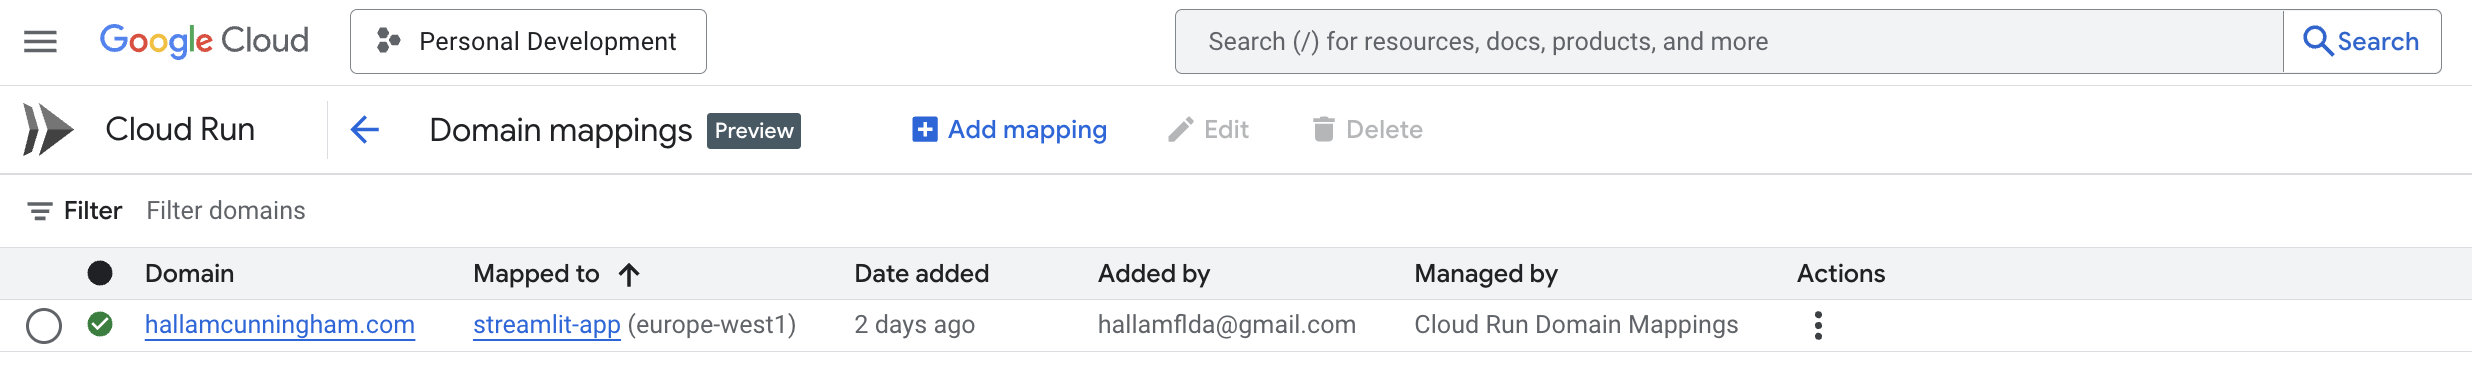 Google Cloud Personal Development Search (/) for resources, docs, products, and more Search
Cloud Run Domain mappings Preview Add mapping Edit Delete
Filter Filter domains
Domain Mapped to Date added Added by Managed by Actions
hallamcunningham.com streamlit-app (europe-west1) 2 days ago hallamflda@gmail.com Cloud Run Domain Mappings